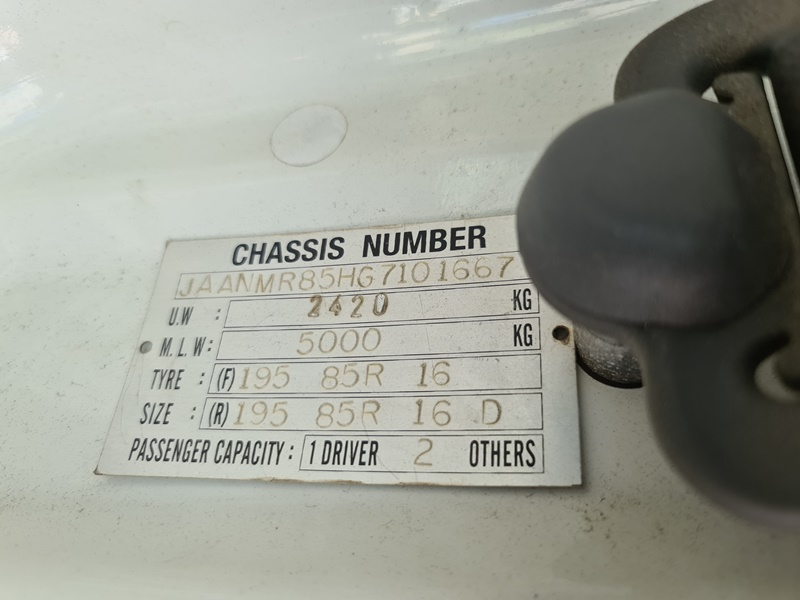 CHASSIS NUMBER
JAANMR85HG7101667
U.W : 2420 KG
M.L.W: 5000 KG
TYRE : (F) 195 85R 16
SIZE : (R) 195 85R 16 D
PASSENGER CAPACITY: 1 DRIVER 2 OTHERS